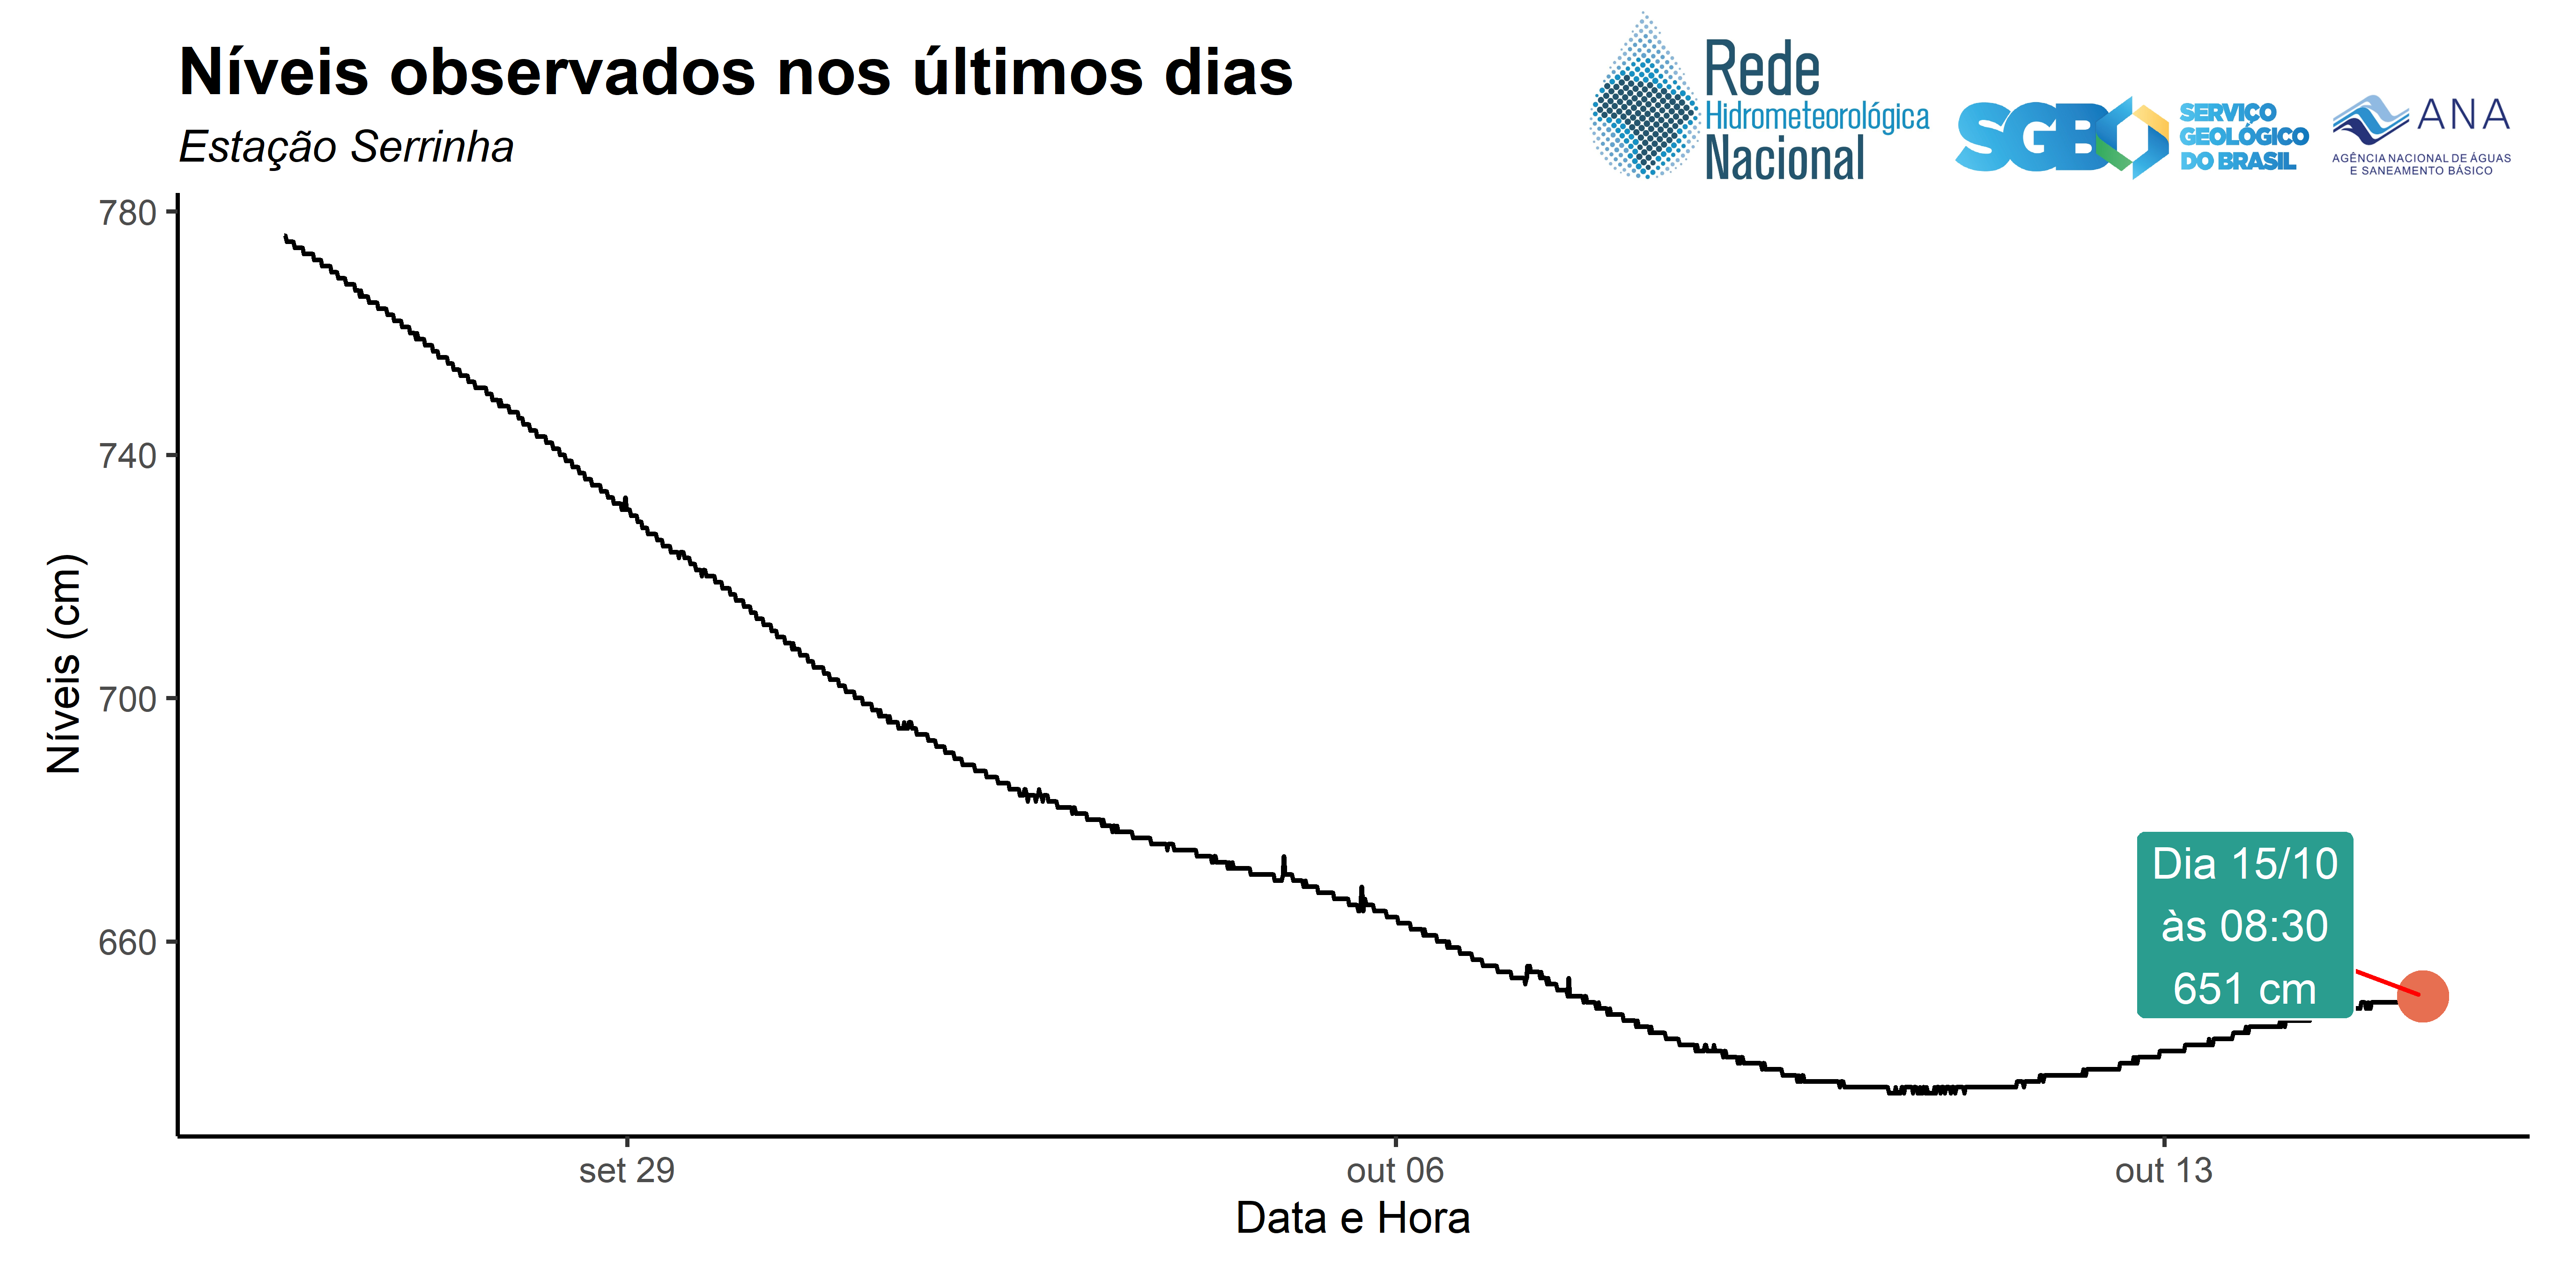 Níveis observados nos últimos dias
Estação Serrinha
Rede
Hidrometeorológica
Nacional
SGB
SERVIÇO
GEOLÓGICO
DO BRASIL
ANA
AGÊNCIA NACIONAL DE ÁGUAS
E SANEAMENTO BÁSICO
Níveis (cm)
780
740
700
660
Dia 15/10
às 08:30
651 cm
set 29
out 06
out 13
Data e Hora